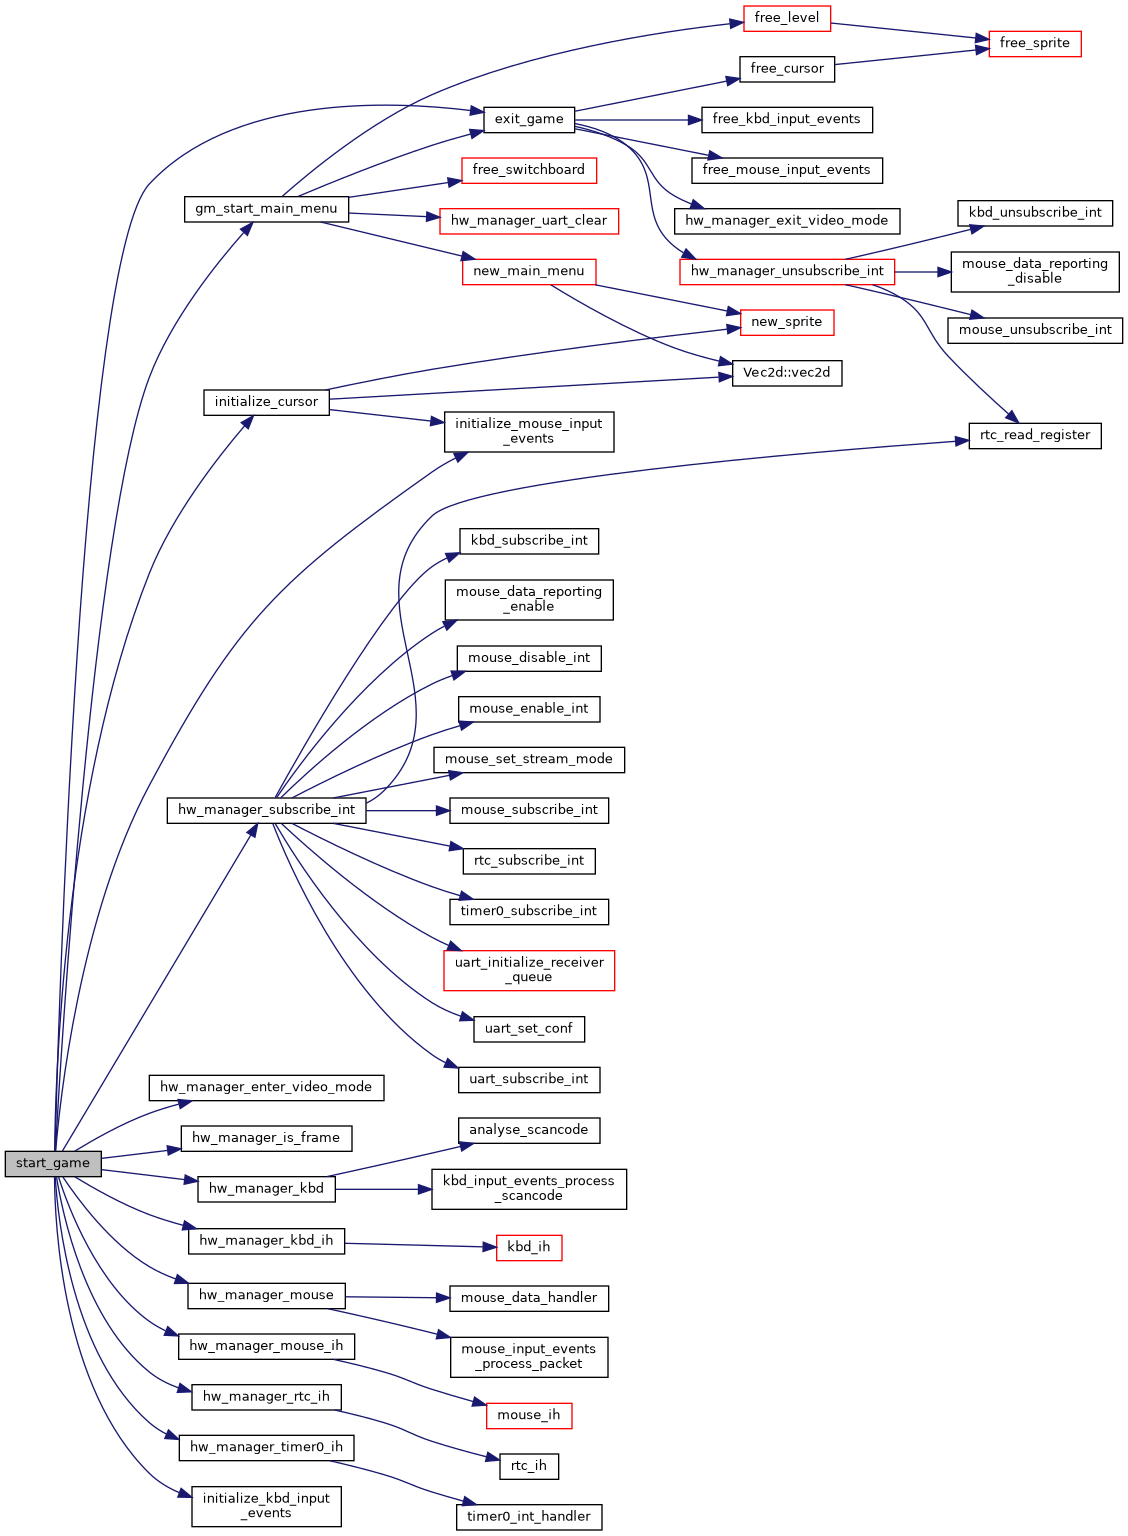 free_level
free_sprite
free_cursor
exit_game
free_kbd_input_events
free_switchboard
free_mouse_input_events
gm_start_main_menu
hw_manager_uart_clear
hw_manager_exit_video_mode
kbd_unsubscribe_int
new_main_menu
hw_manager_unsubscribe_int
mouse_data_reporting
_disable
new_sprite
mouse_unsubscribe_int
Vec2d::vec2d
initialize_cursor
initialize_mouse_input
_events
rtc_read_register
kbd_subscribe_int
mouse_data_reporting
_enable
mouse_disable_int
mouse_enable_int
mouse_set_stream_mode
hw_manager_subscribe_int
mouse_subscribe_int
rtc_subscribe_int
timer0_subscribe_int
uart_initialize_receiver
_queue
uart_set_conf
uart_subscribe_int
hw_manager_enter_video_mode
analyse_scancode
hw_manager_is_frame
start_game
hw_manager_kbd
kbd_input_events_process
_scancode
hw_manager_kbd_ih
kbd_ih
hw_manager_mouse
mouse_data_handler
hw_manager_mouse_ih
mouse_input_events
_process_packet
hw_manager_rtc_ih
mouse_ih
hw_manager_timer0_ih
rtc_ih
initialize_kbd_input
_events
timer0_int_handler